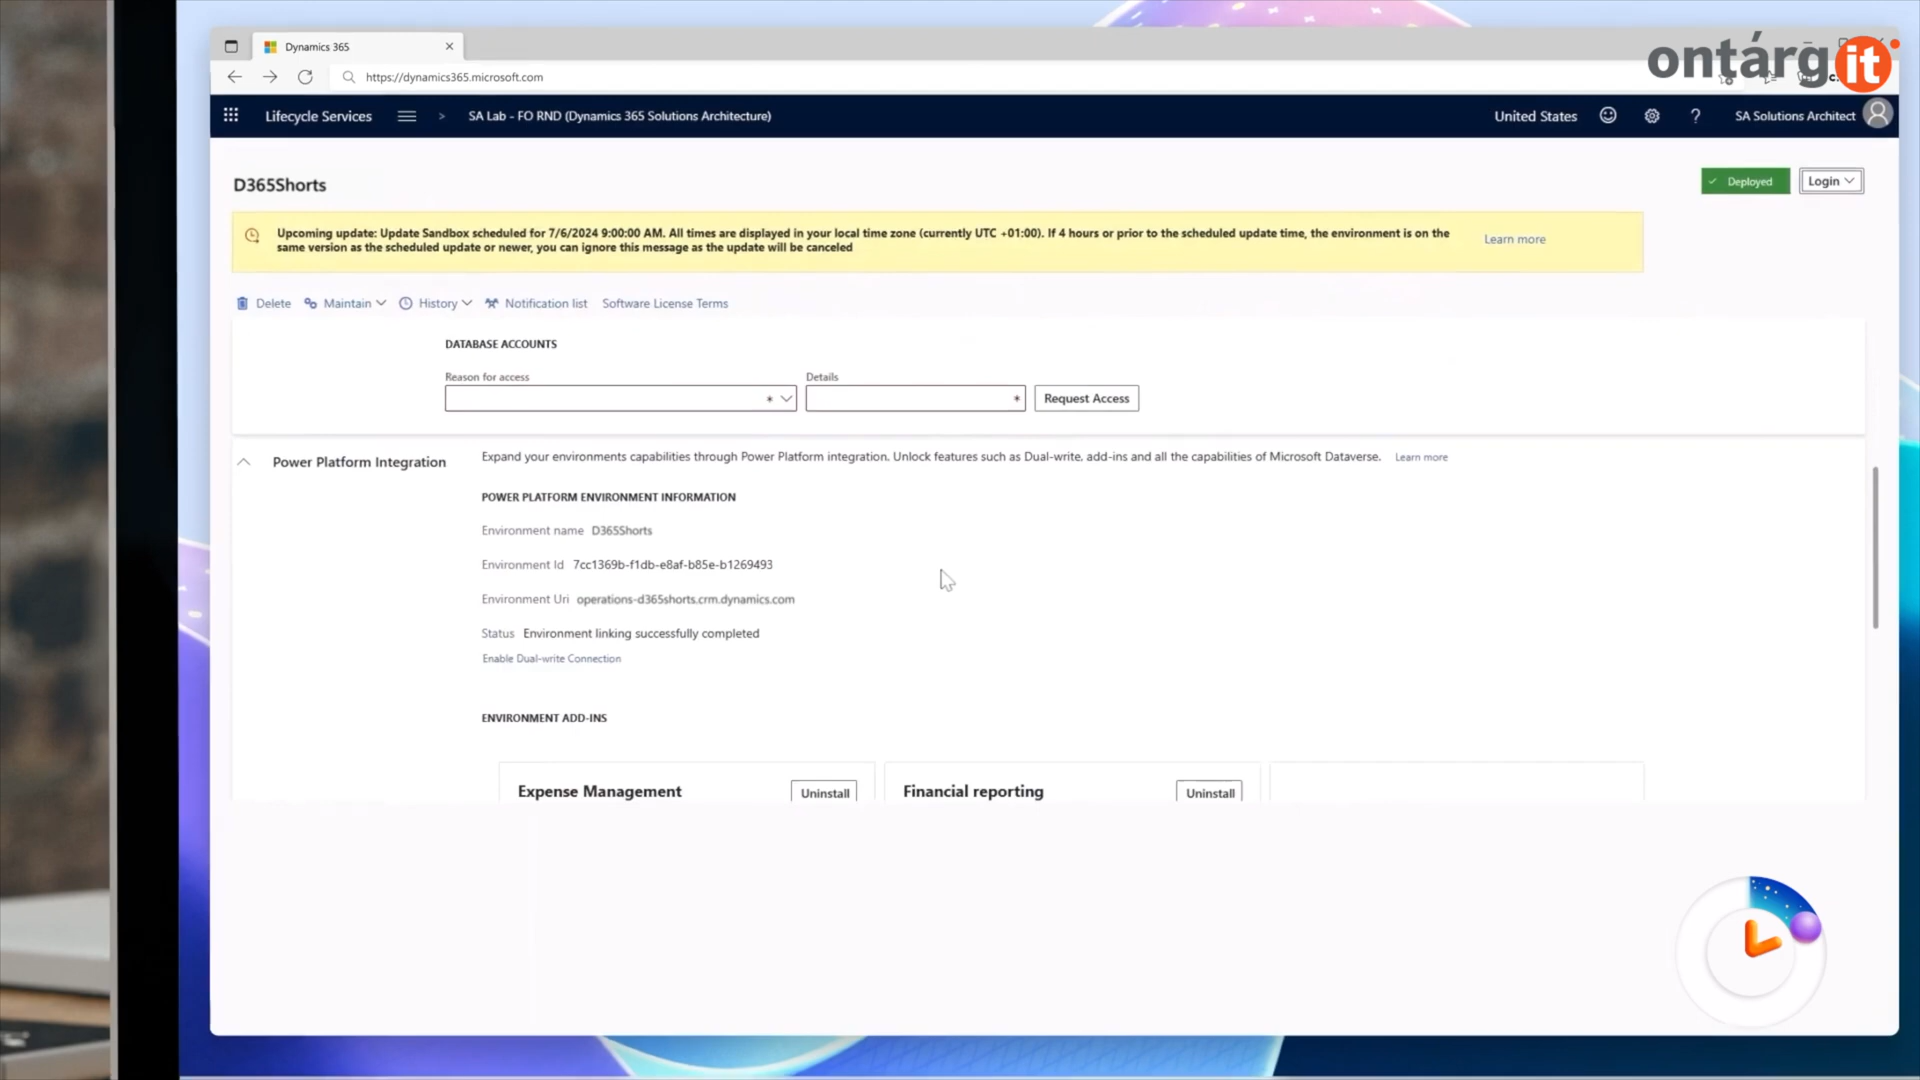 ontárgit
Dynamics 365
https://dynamics365.microsoft.com
Lifecycle Services > SA Lab - FO RND (Dynamics 365 Solutions Architecture) United States ? SA Solutions Architect
D365Shorts
Deployed Login
Upcoming update: Update Sandbox scheduled for 7/6/2024 9:00:00 AM. All times are displayed in your local time zone (currently UTC +01:00). If 4 hours or prior to the scheduled update time, the environment is on the
same version as the scheduled update or newer, you can ignore this message as the update will be canceled
Learn more
Delete Maintain History Notification list Software License Terms
DATABASE ACCOUNTS
Reason for access Details
* * Request Access
Power Platform Integration
Expand your environments capabilities through Power Platform integration. Unlock features such as Dual-write, add-ins and all the capabilities of Microsoft Dataverse. Learn more
POWER PLATFORM ENVIRONMENT INFORMATION
Environment name D365Shorts
Environment Id 7cc1369b-f1db-e8af-b85e-b1269493
Environment Uri operations-d365shorts.crm.dynamics.com
Status Environment linking successfully completed
Enable Dual-write Connection
ENVIRONMENT ADD-INS
Expense Management Uninstall Financial reporting Uninstall